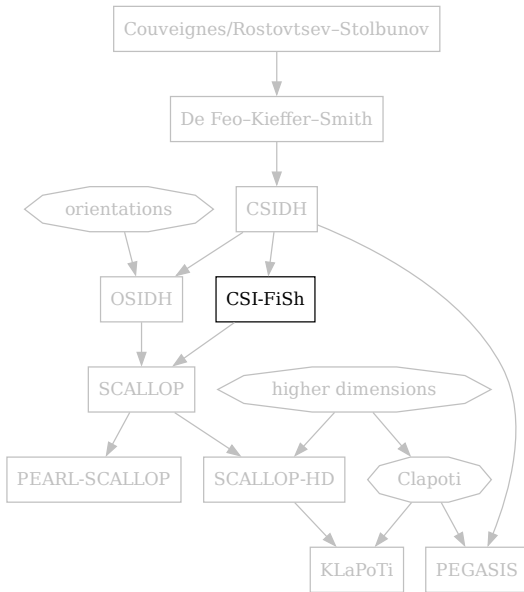 Couveignes/Rostovtsev–Stolbunov
De Feo–Kieffer–Smith
orientations
CSIDH
OSIDH
CSI-FiSh
SCALLOP
higher dimensions
PEARL-SCALLOP
SCALLOP-HD
Clapoti
KLaPoTi
PEGASIS